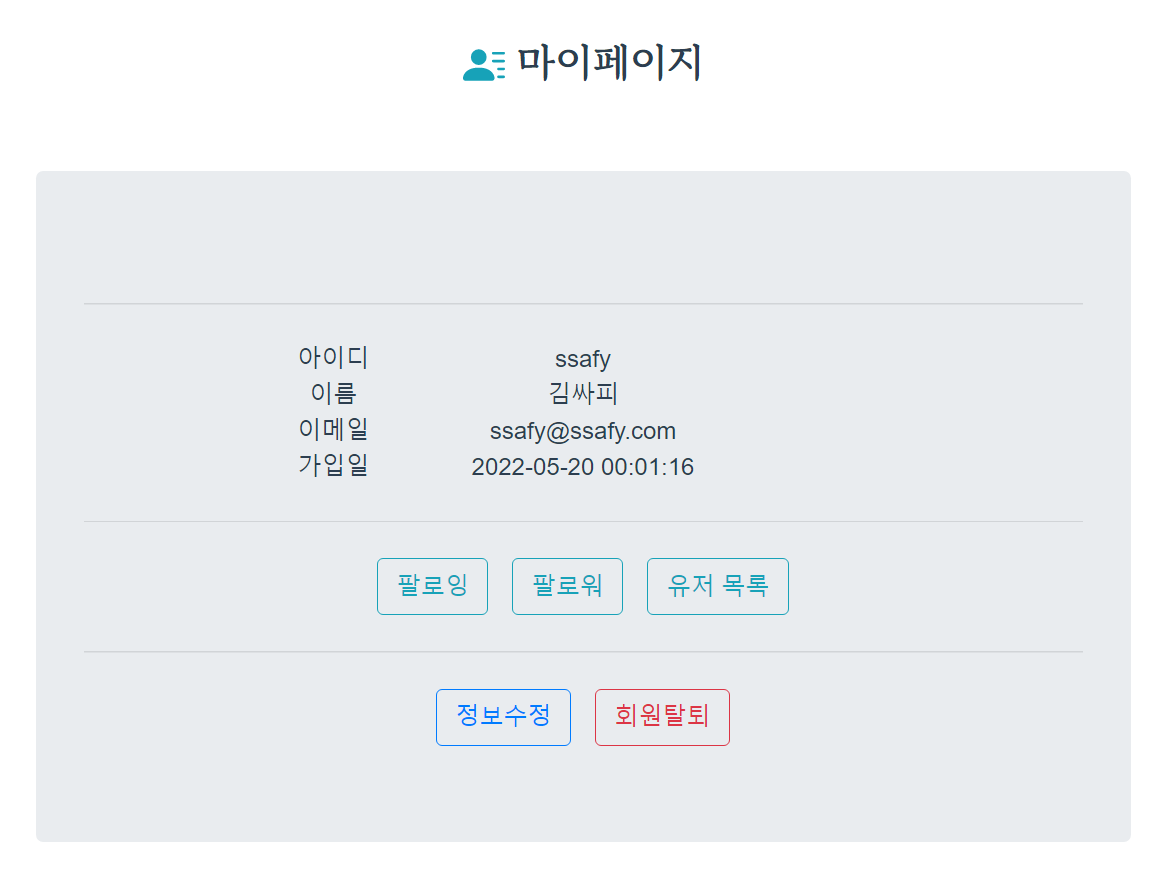 마이페이지
아이디 ssafy
이름 김싸피
이메일 ssafy@ssafy.com
가입일 2022-05-20 00:01:16
팔로잉 팔로워 유저 목록
정보수정 회원탈퇴